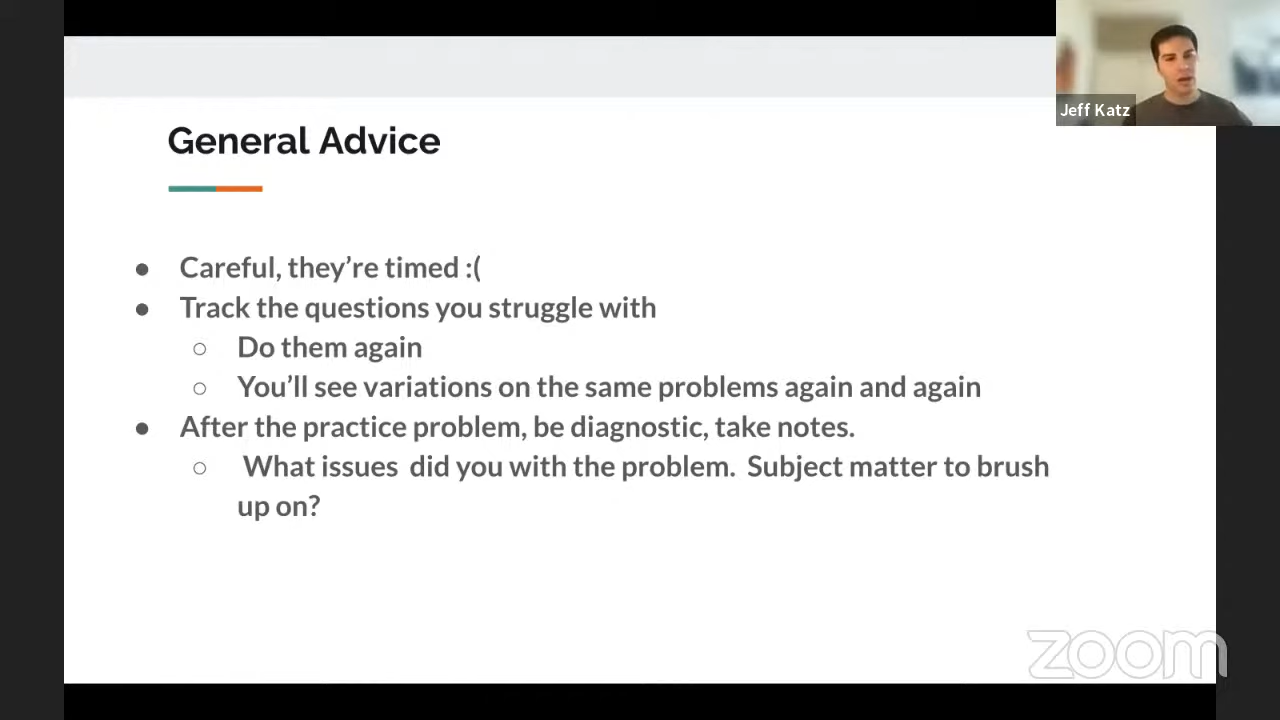 Jeff Katz
General Advice
● Careful, they’re timed :(
● Track the questions you struggle with
○ Do them again
○ You’ll see variations on the same problems again and again
● After the practice problem, be diagnostic, take notes.
○ What issues  did you with the problem.  Subject matter to brush
up on?
zoom